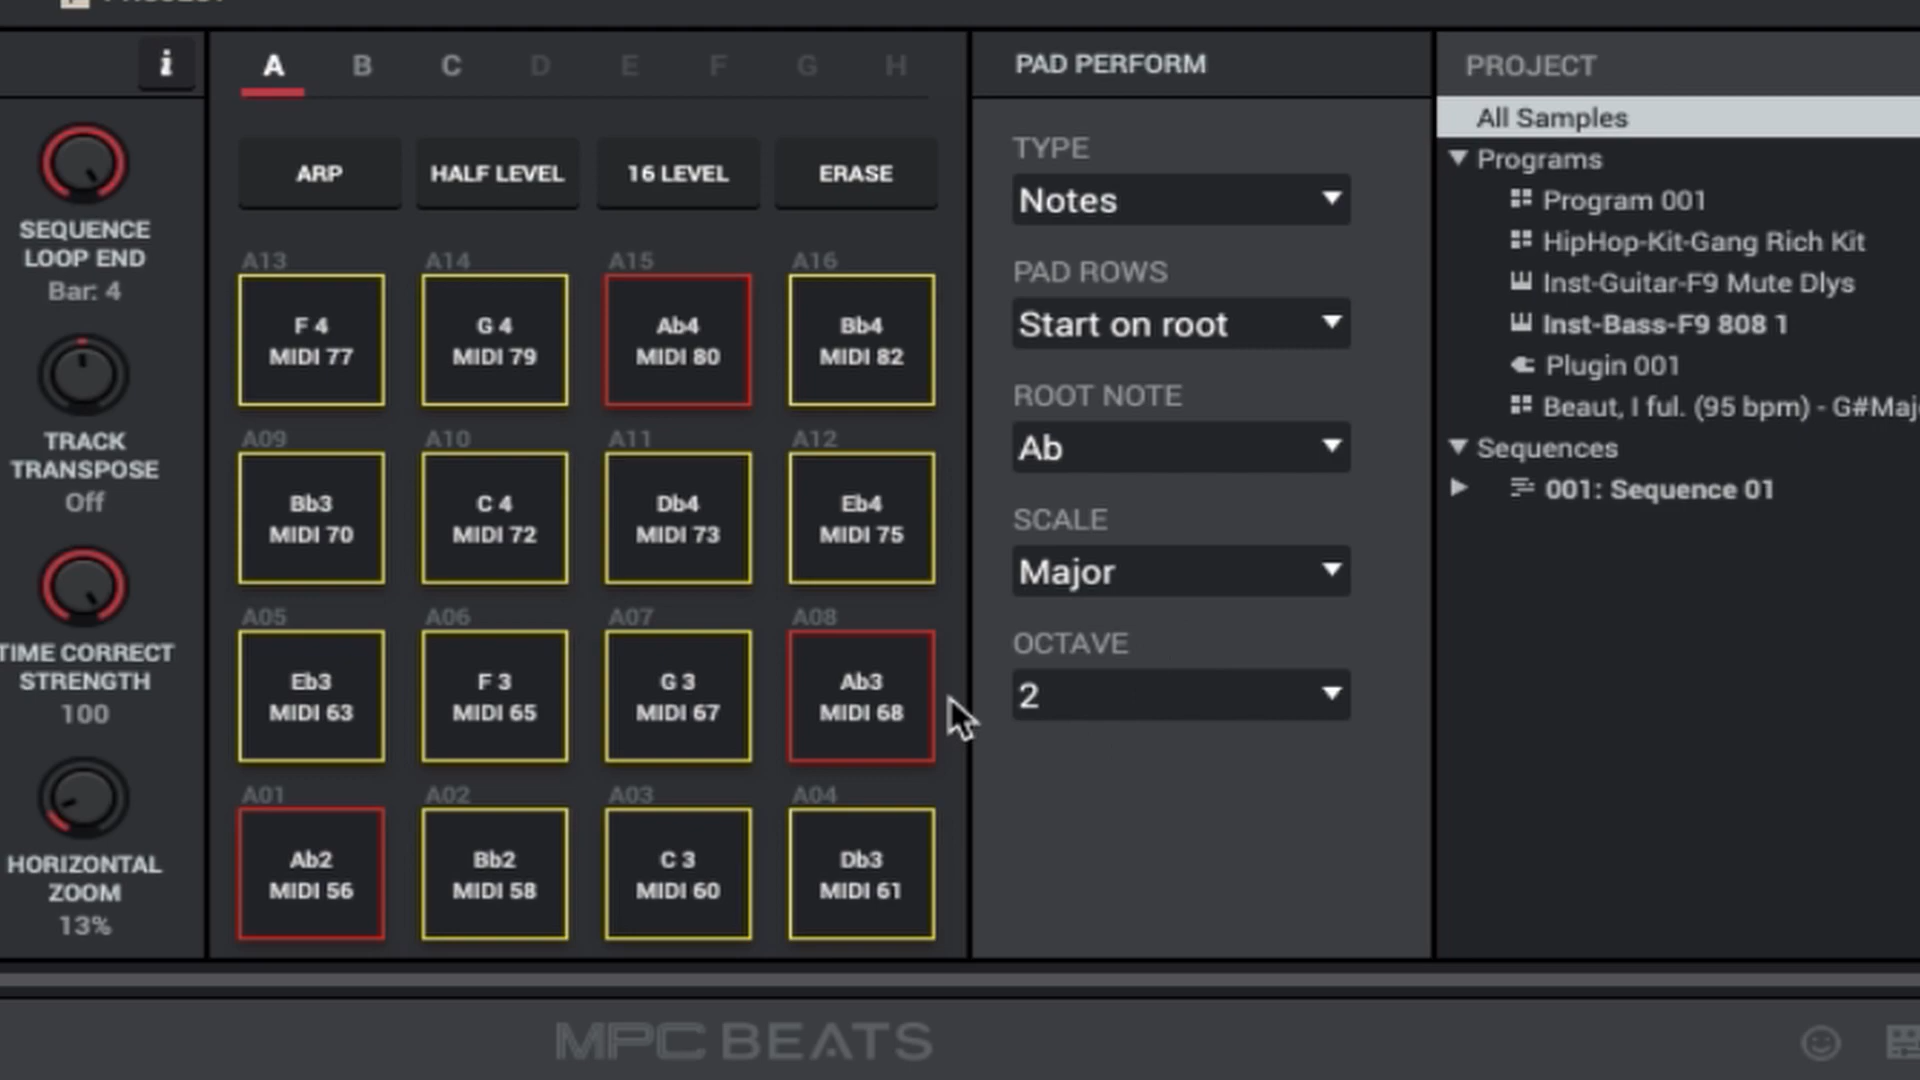 PROJECT
i
SEQUENCE
LOOP END
Bar: 4
TRACK
TRANSPOSE
Off
TIME CORRECT
STRENGTH
100
HORIZONTAL
ZOOM
13%
A B C D E F G H
ARP HALF LEVEL 16 LEVEL ERASE
A13 A14 A15 A16
F 4 G 4 Ab4 Bb4
MIDI 77 MIDI 79 MIDI 80 MIDI 82
A09 A10 A11 A12
Bb3 C 4 Db4 Eb4
MIDI 70 MIDI 72 MIDI 73 MIDI 75
A05 A06 A07 A08
Eb3 F 3 G 3 Ab3
MIDI 63 MIDI 65 MIDI 67 MIDI 68
A01 A02 A03 A04
Ab2 Bb2 C 3 Db3
MIDI 56 MIDI 58 MIDI 60 MIDI 61
PAD PERFORM
TYPE
Notes
PAD ROWS
Start on root
ROOT NOTE
Ab
SCALE
Major
OCTAVE
2
PROJECT
All Samples
Programs
Program 001
HipHop-Kit-Gang Rich Kit
Inst-Guitar-F9 Mute Dlys
Inst-Bass-F9 808 1
Plugin 001
Beaut, I ful. (95 bpm) - G#Maj
Sequences
001: Sequence 01
MPC BEATS